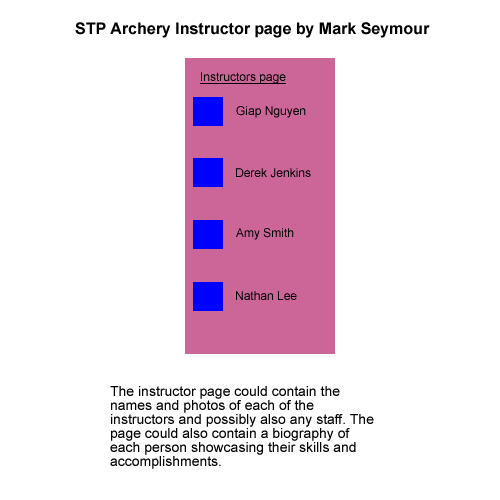 STP Archery Instructor page by Mark Seymour
Instructors page
Giap Nguyen
Derek Jenkins
Amy Smith
Nathan Lee
The instructor page could contain the
names and photos of each of the
instructors and possibly also any staff. The
page could also contain a biography of
each person showcasing their skills and
accomplishments.